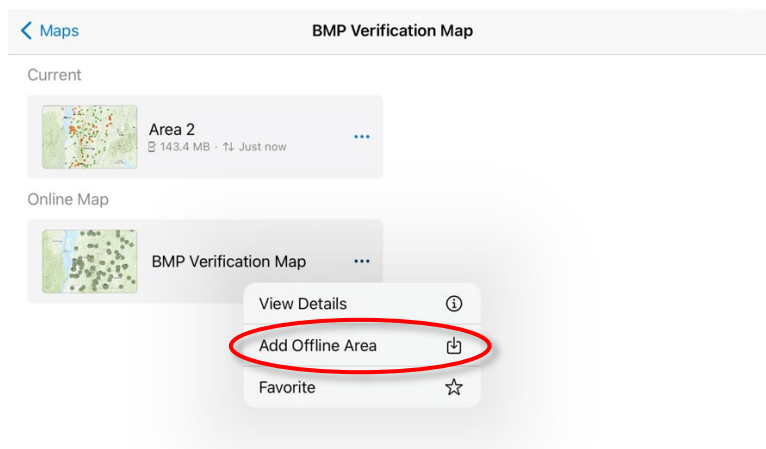 Maps
BMP Verification Map
Current
Area 2
143.4 MB · Just now
Online Map
BMP Verification Map
View Details
Add Offline Area
Favorite